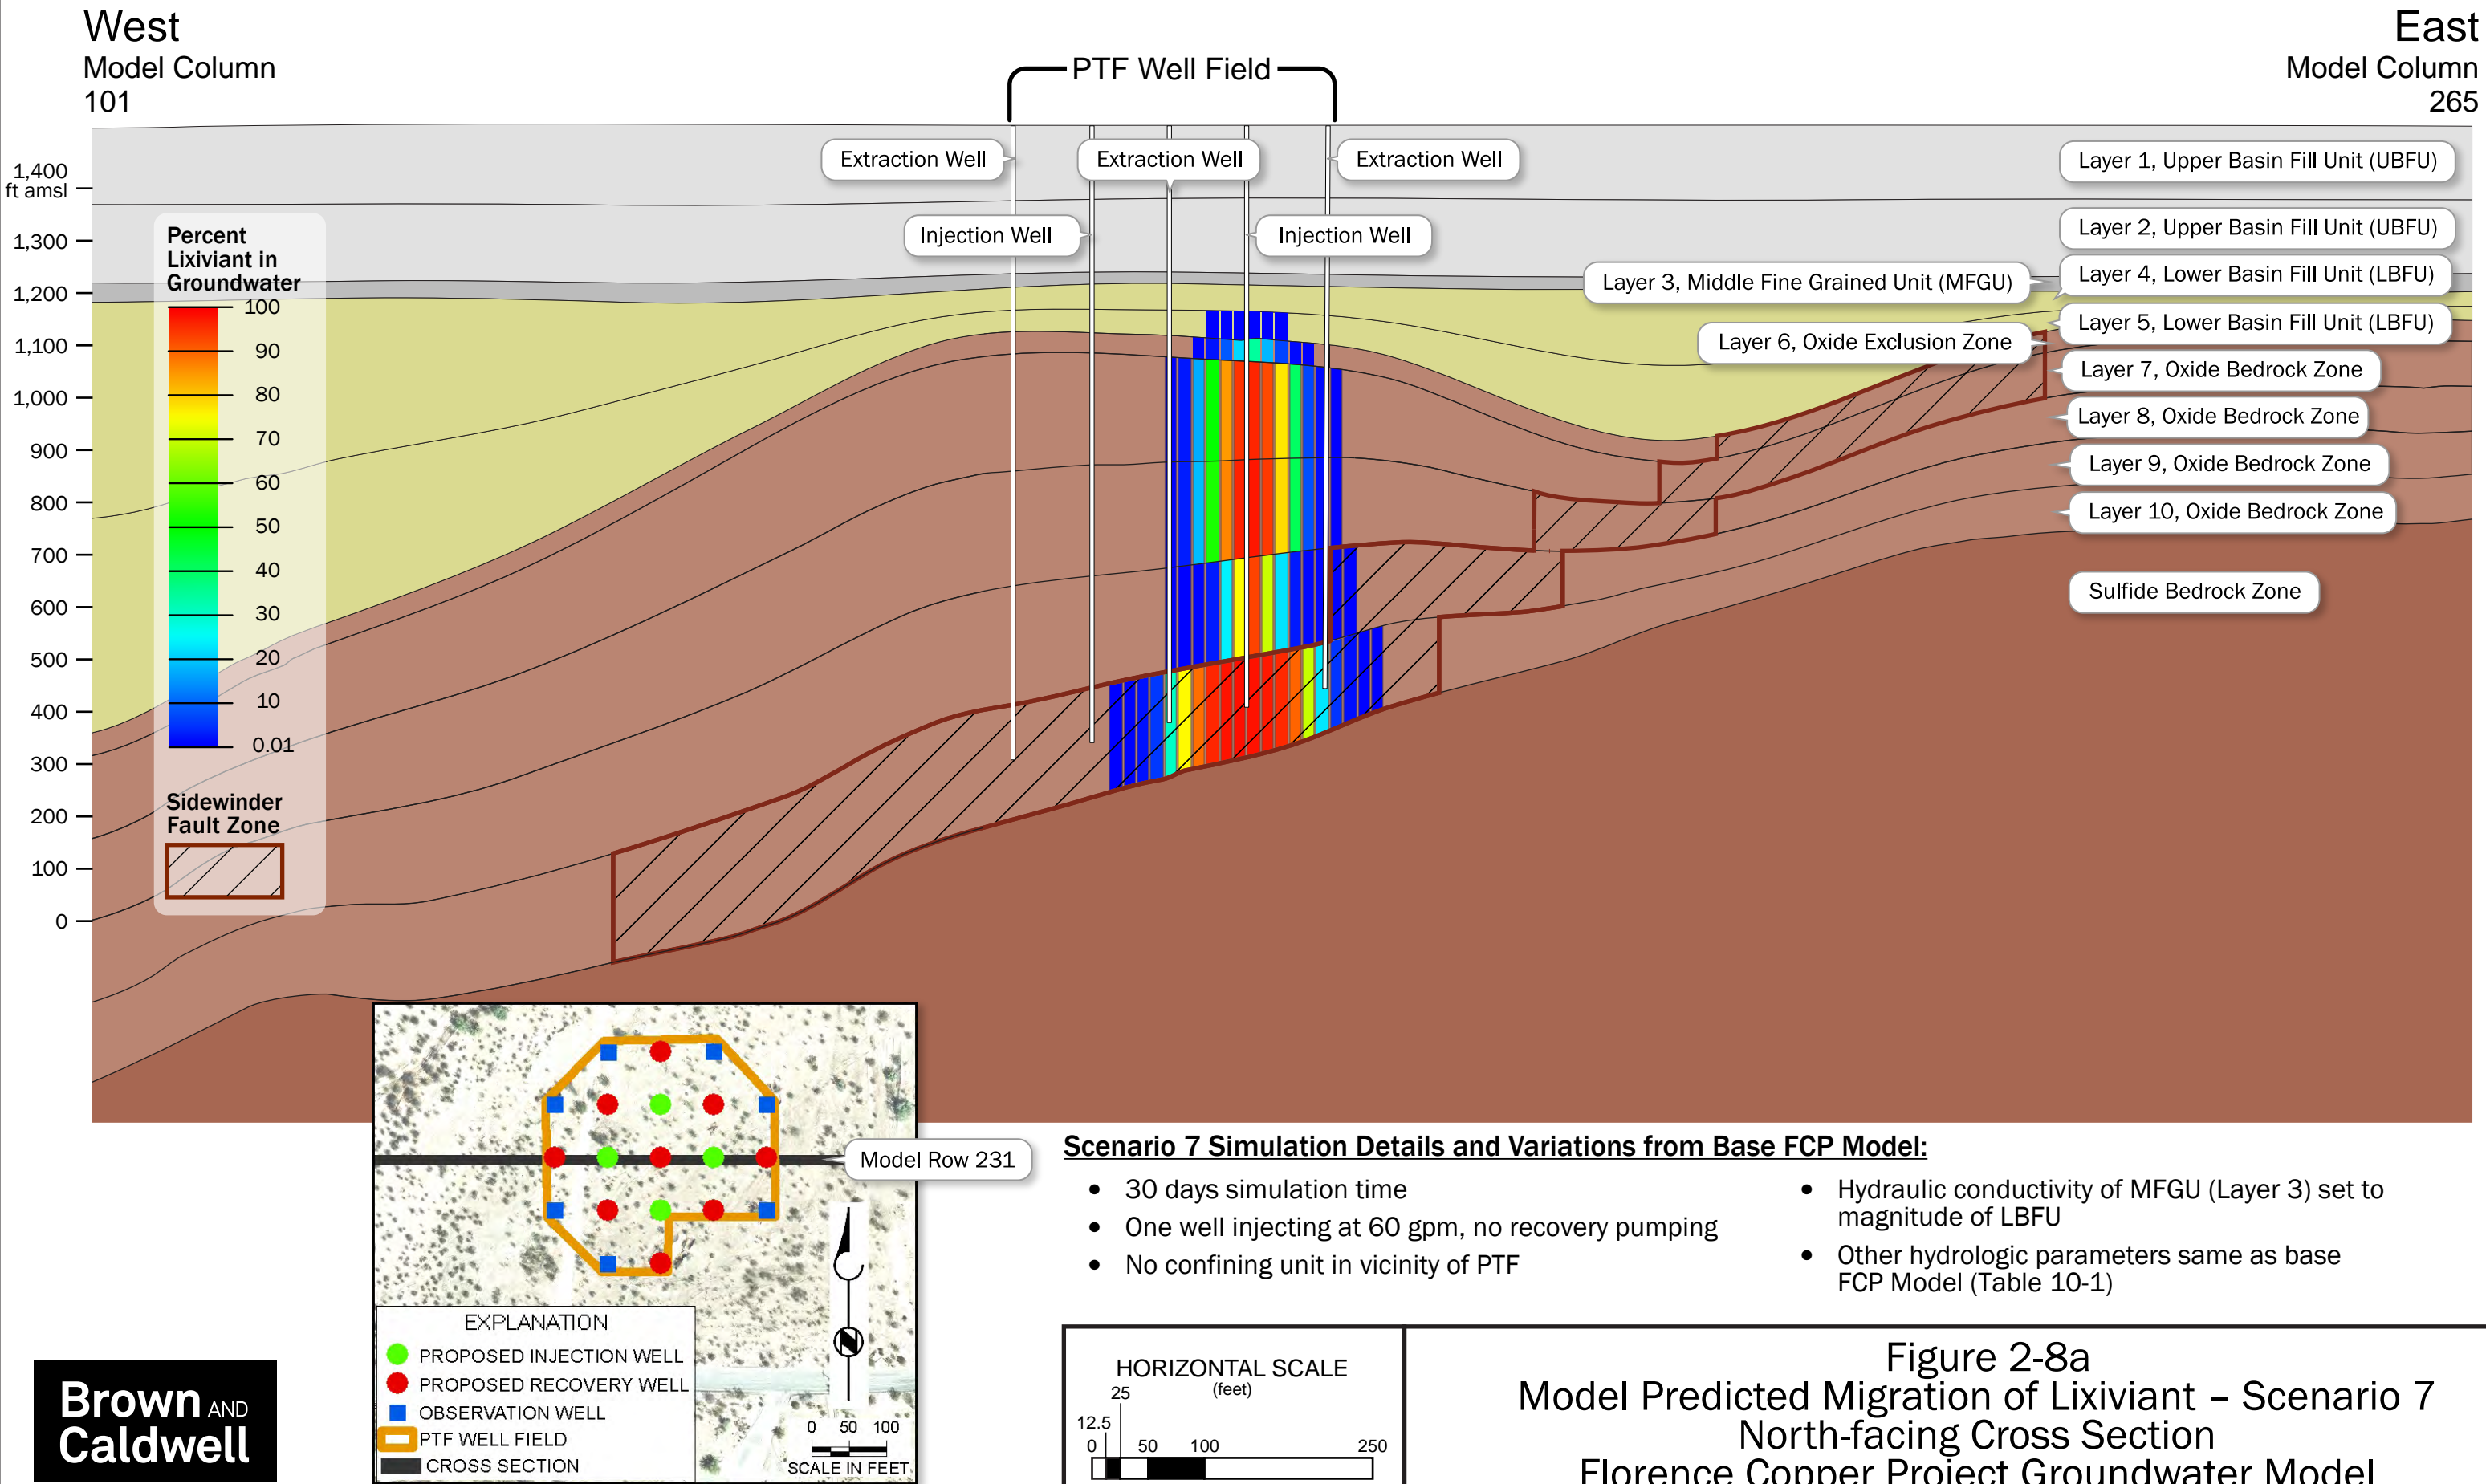 West
Model Column
101
East
Model Column
265
PTF Well Field
Extraction Well
Extraction Well
Extraction Well
Injection Well
Injection Well
Layer 1, Upper Basin Fill Unit (UBFU)
Layer 2, Upper Basin Fill Unit (UBFU)
Layer 3, Middle Fine Grained Unit (MFGU)
Layer 4, Lower Basin Fill Unit (LBFU)
Layer 5, Lower Basin Fill Unit (LBFU)
Layer 6, Oxide Exclusion Zone
Layer 7, Oxide Bedrock Zone
Layer 8, Oxide Bedrock Zone
Layer 9, Oxide Bedrock Zone
Layer 10, Oxide Bedrock Zone
Sulfide Bedrock Zone
1,400
ft amsl
1,300
1,200
1,100
1,000
900
800
700
600
500
400
300
200
100
0
Percent
Lixiviant in
Groundwater
100
90
80
70
60
50
40
30
20
10
0.01
Sidewinder
Fault Zone
Model Row 231
EXPLANATION
PROPOSED INJECTION WELL
PROPOSED RECOVERY WELL
OBSERVATION WELL
PTF WELL FIELD
CROSS SECTION
N
0 50 100
SCALE IN FEET
Scenario 7 Simulation Details and Variations from Base FCP Model:
• 30 days simulation time
• One well injecting at 60 gpm, no recovery pumping
• No confining unit in vicinity of PTF
• Hydraulic conductivity of MFGU (Layer 3) set to
magnitude of LBFU
• Other hydrologic parameters same as base
FCP Model (Table 10-1)
Brown AND
Caldwell
HORIZONTAL SCALE
(feet)
25
12.5
0 50 100 250
Figure 2-8a
Model Predicted Migration of Lixiviant – Scenario 7
North-facing Cross Section
Florence Copper Project Groundwater Model